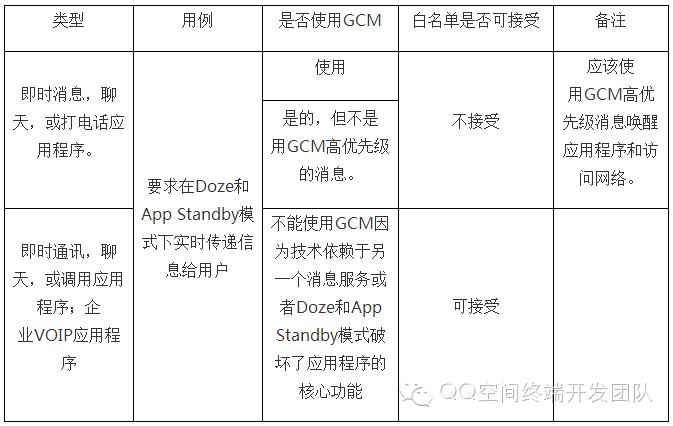 类型
用例
是否使用GCM
白名单是否可接受
备注
即时消息，聊
天，或打电话应
用程序。
要求在Doze和
App Standby模
式下实时传递信
息给用户
使用
是的，但不是
用GCM高优先级
的消息。
不接受
应该使
用GCM高优
先级消息唤醒
应用程序和访
问网络。
即时通讯，聊
天，或调用应用
程序；企
业VOIP应用程
序
不能使用GCM因
为技术依赖于另
一个消息服务或
者Doze和App
Standby模式破
坏了应用程序的
核心功能
可接受
QQ空间终端开发团队